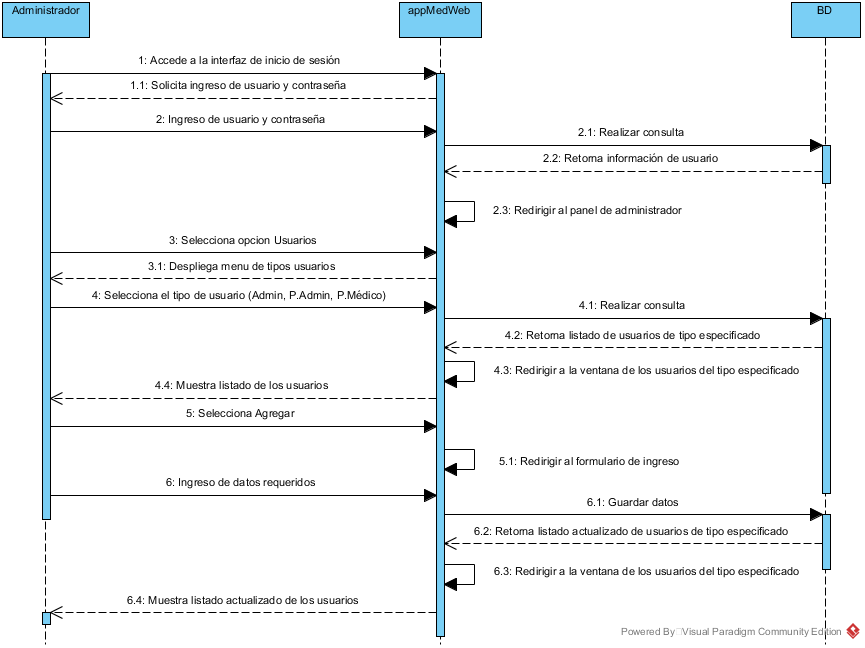 Administrador
appMedWeb
BD
1: Accede a la interfaz de inicio de sesión
1.1: Solicita ingreso de usuario y contraseña
2: Ingreso de usuario y contraseña
2.1: Realizar consulta
2.2: Retorna información de usuario
2.3: Redirigir al panel de administrador
3: Selecciona opcion Usuarios
3.1: Despliega menu de tipos usuarios
4: Selecciona el tipo de usuario (Admin, P.Admin, P.Médico)
4.1: Realizar consulta
4.2: Retorna listado de usuarios de tipo especificado
4.3: Redirigir a la ventana de los usuarios del tipo especificado
4.4: Muestra listado de los usuarios
5: Selecciona Agregar
5.1: Redirigir al formulario de ingreso
6: Ingreso de datos requeridos
6.1: Guardar datos
6.2: Retorna listado actualizado de usuarios de tipo especificado
6.3: Redirigir a la ventana de los usuarios del tipo especificado
6.4: Muestra listado actualizado de los usuarios
Powered By Visual Paradigm Community Edition